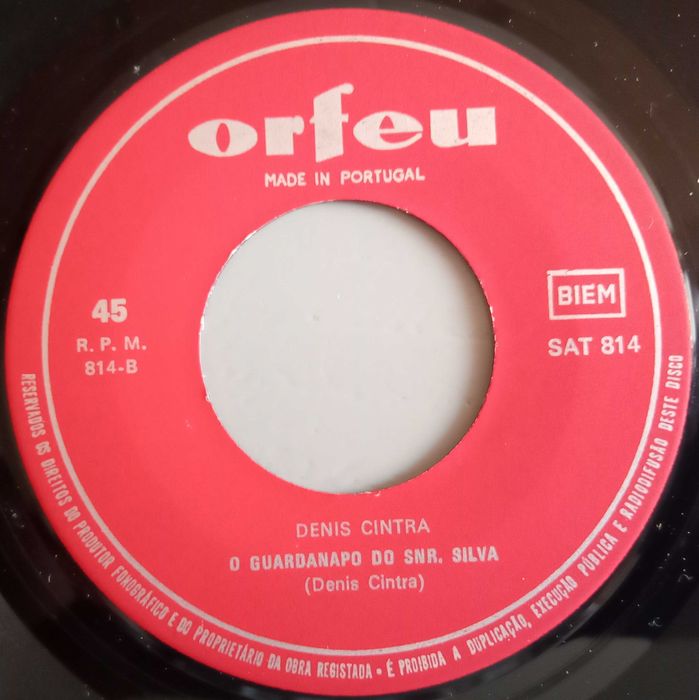 orfeu
MADE IN PORTUGAL
45
R. P. M.
814-B
BIEM
SAT 814
DENIS CINTRA
O GUARDANAPO DO SNR. SILVA
(Denis Cintra)
RESERVADOS OS DIREITOS DO PRODUTOR FONOGRÁFICO E DO PROPRIETÁRIO DA OBRA REGISTADA • É PROIBIDA A DUPLICAÇÃO, EXECUÇÃO PÚBLICA E RADIODIFUSÃO DESTE DISCO